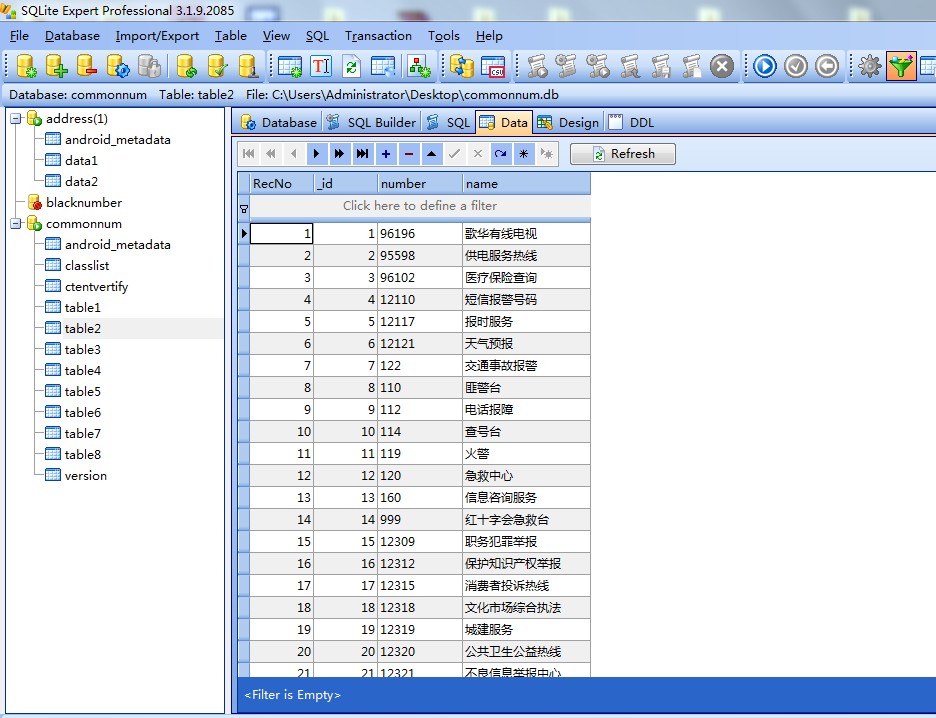 SQLite Expert Professional 3.1.9.2085
File Database Import/Export Table View SQL Transaction Tools Help
Database: commonnum Table: table2 File: C:\Users\Administrator\Desktop\commonnum.db
address(1)
android_metadata
data1
data2
blacknumber
commonnum
android_metadata
classlist
ctentvertify
table1
table2
table3
table4
table5
table6
table7
table8
version
Database SQL Builder SQL Data Design DDL
Refresh
RecNo _id number name
Click here to define a filter
1 1 96196 歌华有线电视
2 2 95598 供电服务热线
3 3 96102 医疗保险查询
4 4 12110 短信报警号码
5 5 12117 报时服务
6 6 12121 天气预报
7 7 122 交通事故报警
8 8 110 匪警台
9 9 112 电话报障
10 10 114 查号台
11 11 119 火警
12 12 120 急救中心
13 13 160 信息咨询服务
14 14 999 红十字会急救台
15 15 12309 职务犯罪举报
16 16 12312 保护知识产权举报
17 17 12315 消费者投诉热线
18 18 12318 文化市场综合执法
19 19 12319 城建服务
20 20 12320 公共卫生公益热线
21 21 12321 不良信息举报中心
<Filter is Empty>